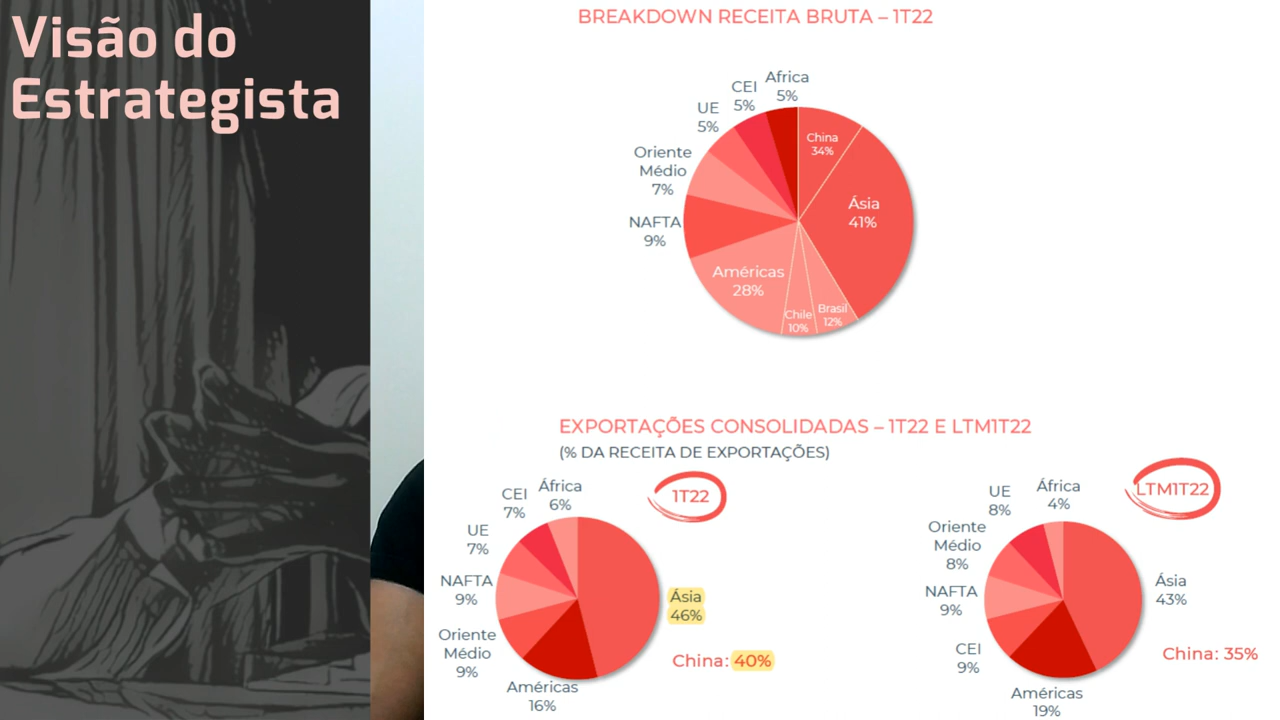 Visão do
Estrategista
BREAKDOWN RECEITA BRUTA – 1T22
Africa
5%
CEI
5%
UE
5%
Oriente
Médio
7%
NAFTA
9%
Américas
28%
Chile
10%
Brasil
12%
China
34%
Ásia
41%
EXPORTAÇÕES CONSOLIDADAS – 1T22 E LTM1T22
(% DA RECEITA DE EXPORTAÇÕES)
1T22
África
6%
CEI
7%
UE
7%
NAFTA
9%
Oriente
Médio
9%
Américas
16%
Ásia
46%
China: 40%
LTM1T22
África
4%
UE
8%
Oriente
Médio
8%
NAFTA
9%
CEI
9%
Américas
19%
Ásia
43%
China: 35%